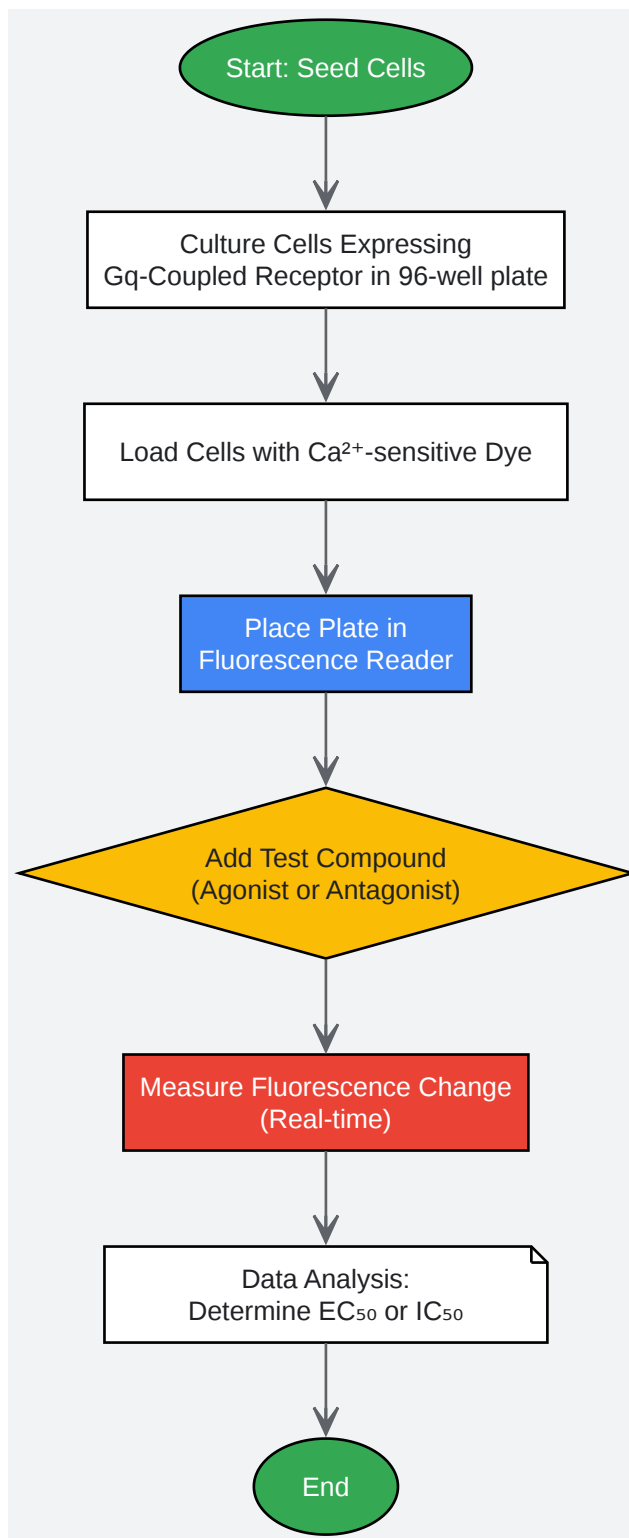 Start: Seed Cells
Culture Cells Expressing
Gq-Coupled Receptor in 96-well plate
Load Cells with Ca²⁺-sensitive Dye
Place Plate in
Fluorescence Reader
Add Test Compound
(Agonist or Antagonist)
Measure Fluorescence Change
(Real-time)
Data Analysis:
Determine EC₅₀ or IC₅₀
End